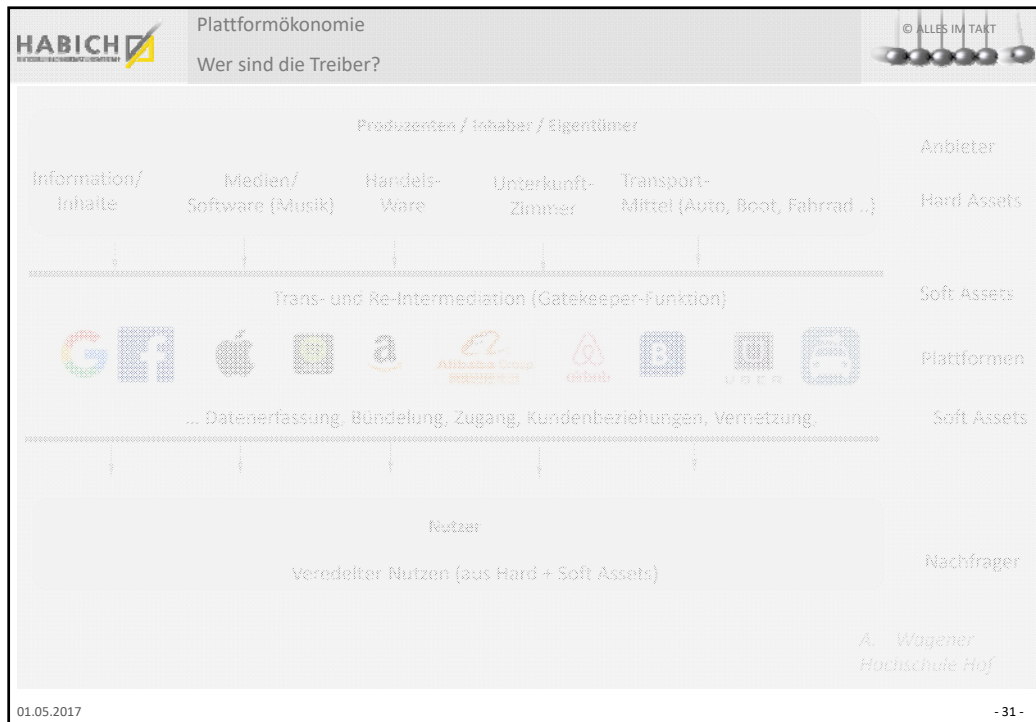 HABICH
Plattformökonomie
Wer sind die Treiber?
© ALLES IM TAKT
Produzenten / Inhaber / Eigentümer
Anbieter
Information/
Inhalte
Medien/
Software (Musik)
Handels-
Ware
Unterkunft-
Zimmer
Transport-
Mittel (Auto, Boot, Fahrrad ..)
Hard Assets
Trans- und Re-Intermediation (Gatekeeper-Funktion)
Soft Assets
Alibaba Group
airbnb
UBER
Plattformen
... Datenerfassung, Bündelung, Zugang, Kundenbeziehungen, Vernetzung,
Soft Assets
Nutzer
Veredelter Nutzen (aus Hard + Soft Assets)
Nachfrager
A. Wagener
Hochschule Hof
01.05.2017
- 31 -